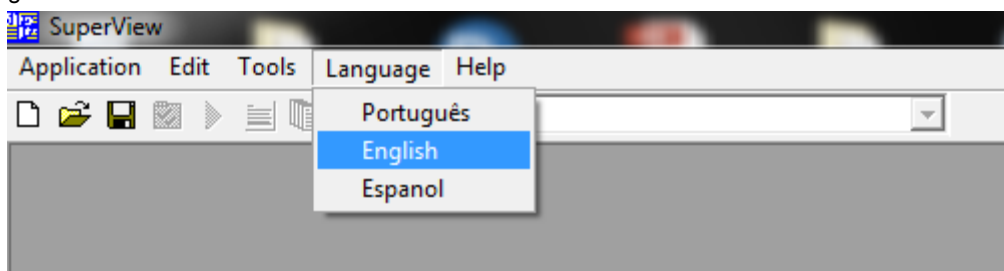 SuperView
Application Edit Tools Language Help
Português
English
Espanol